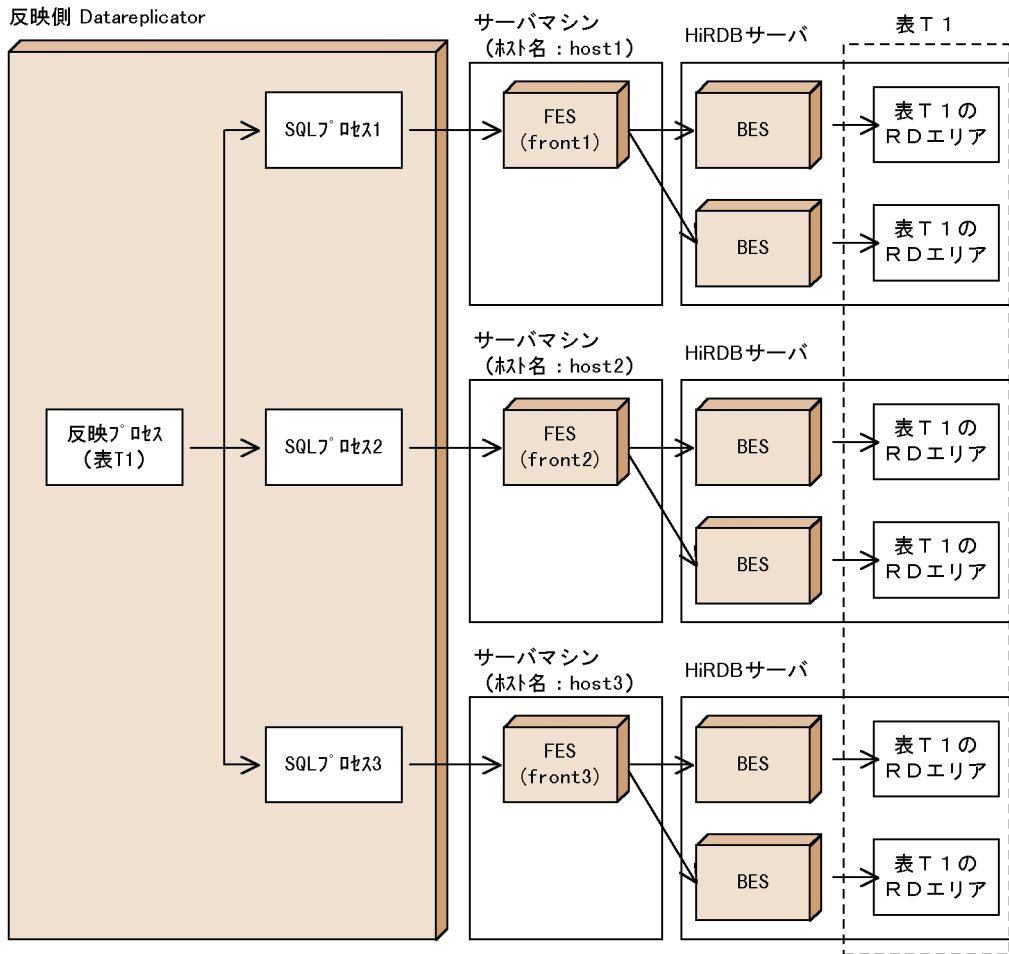 反映側 Datareplicator
サーバマシン
(ﾎｽﾄ名：host1)
HiRDBサーバ
表Ｔ１
SQLﾌﾟﾛｾｽ1
FES
(front1)
BES
表Ｔ１の
ＲＤエリア
BES
表Ｔ１の
ＲＤエリア
サーバマシン
(ﾎｽﾄ名：host2)
HiRDBサーバ
反映ﾌﾟﾛｾｽ
(表T1)
SQLﾌﾟﾛｾｽ2
FES
(front2)
BES
表Ｔ１の
ＲＤエリア
BES
表Ｔ１の
ＲＤエリア
サーバマシン
(ﾎｽﾄ名：host3)
HiRDBサーバ
SQLﾌﾟﾛｾｽ3
FES
(front3)
BES
表Ｔ１の
ＲＤエリア
BES
表Ｔ１の
ＲＤエリア